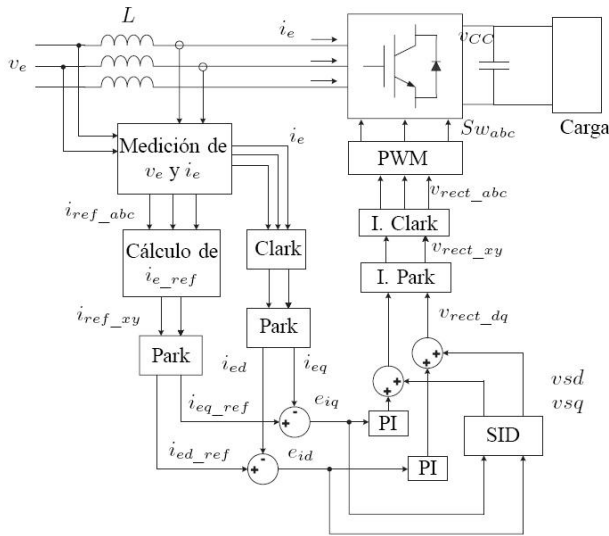 L
i_e
v_e
v_CC
Sw_abc
Carga
Medición de
v_e y i_e
i_e
PWM
v_rect_abc
i_ref_abc
I. Clark
Cálculo de
i_e_ref
Clark
v_rect_xy
I. Park
i_ref_xy
Park
v_rect_dq
Park
i_ed
i_eq
+
+
+
+
vsd
vsq
i_eq_ref
-
+
e_iq
PI
SID
i_ed_ref
-
+
e_id
PI